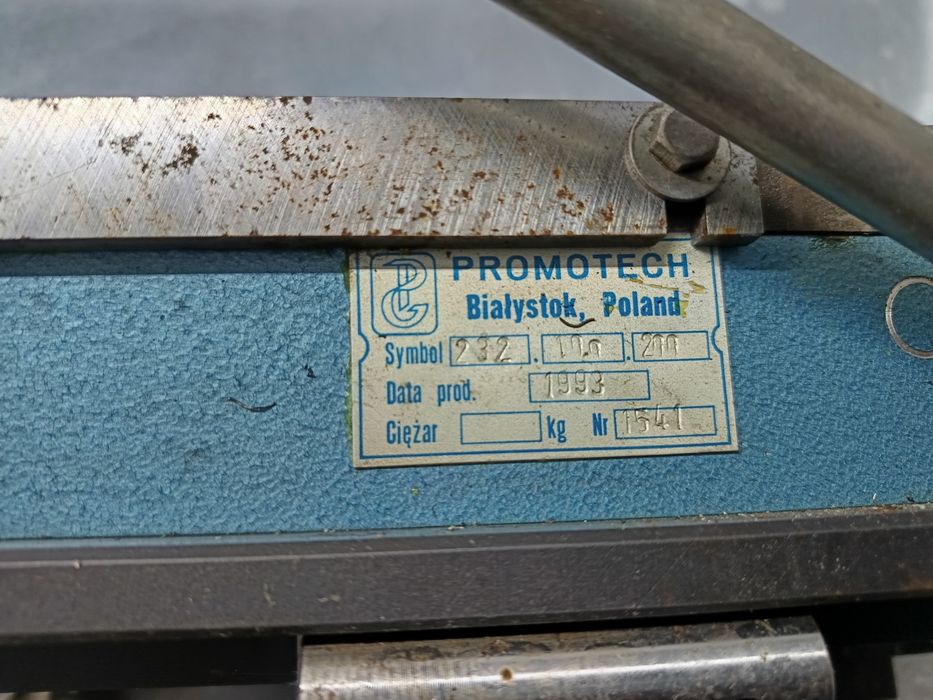 PROMOTECH
Białystok, Poland
Symbol 232 . . 200
Data prod. 1993
Ciężar kg Nr 1541